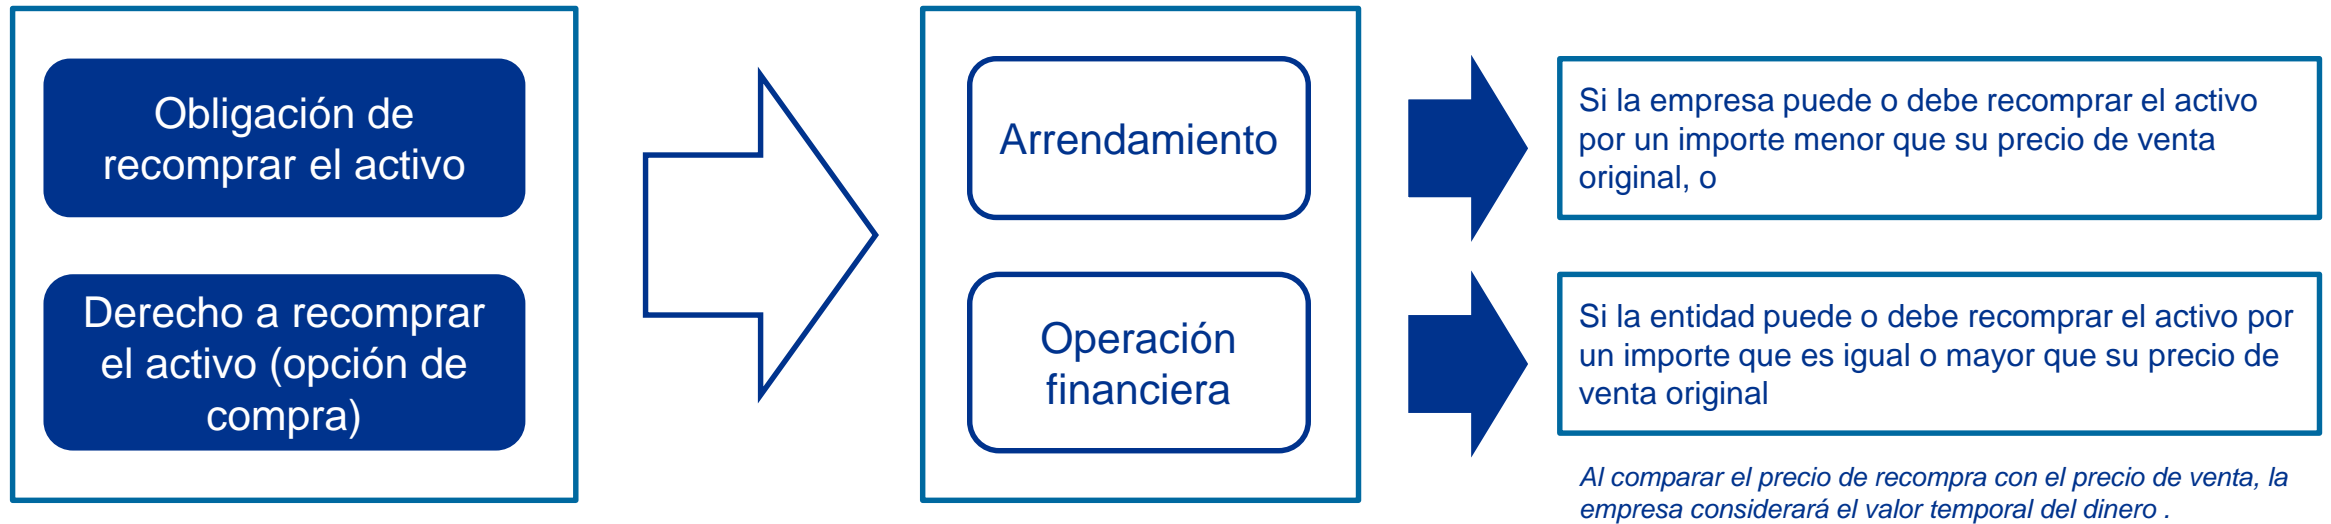 Obligación de
recomprar el activo
Derecho a recomprar
el activo (opción de
compra)
Arrendamiento
Operación
financiera
Si la empresa puede o debe recomprar el activo
por un importe menor que su precio de venta
original, o
Si la entidad puede o debe recomprar el activo por
un importe que es igual o mayor que su precio de
venta original
Al comparar el precio de recompra con el precio de venta, la
empresa considerará el valor temporal del dinero .